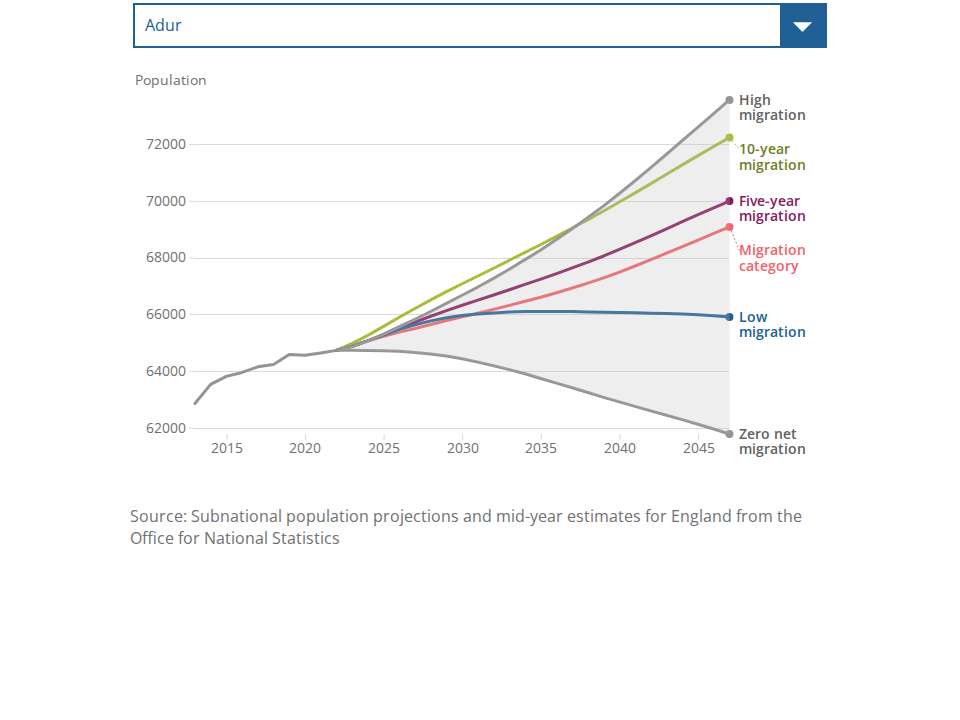 Adur
Population
High
migration
72000
10-year
migration
70000
Five-year
migration
68000
Migration
category
66000
Low
migration
64000
62000
Zero net
migration
2015 2020 2025 2030 2035 2040 2045
Source: Subnational population projections and mid-year estimates for England from the
Office for National Statistics